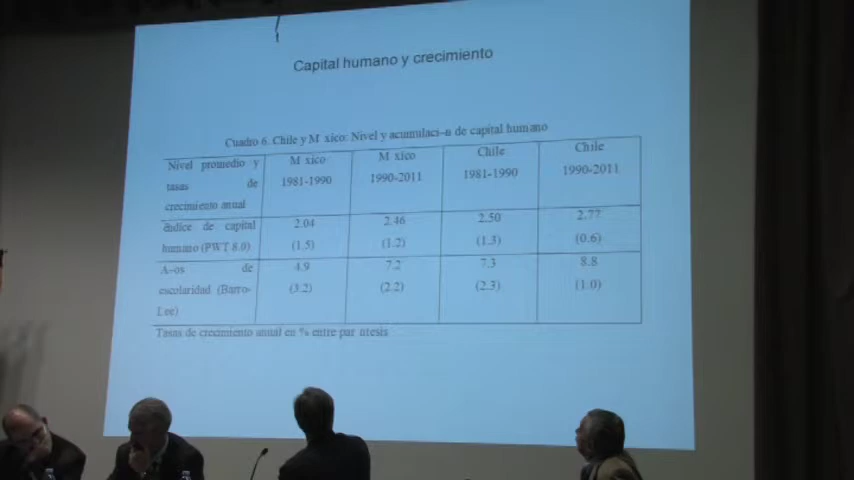 Capital humano y crecimiento
Cuadro 6. Chile y M xico: Nivel y acumulaci–n de capital humano
Nivel promedio y tasas de crecimiento anual
M xico 1981-1990
M xico 1990-2011
Chile 1981-1990
Chile 1990-2011
êndice de capital humano (PWT 8.0)
2.04 (1.5)
2.46 (1.2)
2.50 (1.3)
2.77 (0.6)
A–os de escolaridad (Barro-Lee)
4.9 (3.2)
7.2 (2.2)
7.3 (2.3)
8.8 (1.0)
Tasas de crecimiento anual en % entre par ntesis